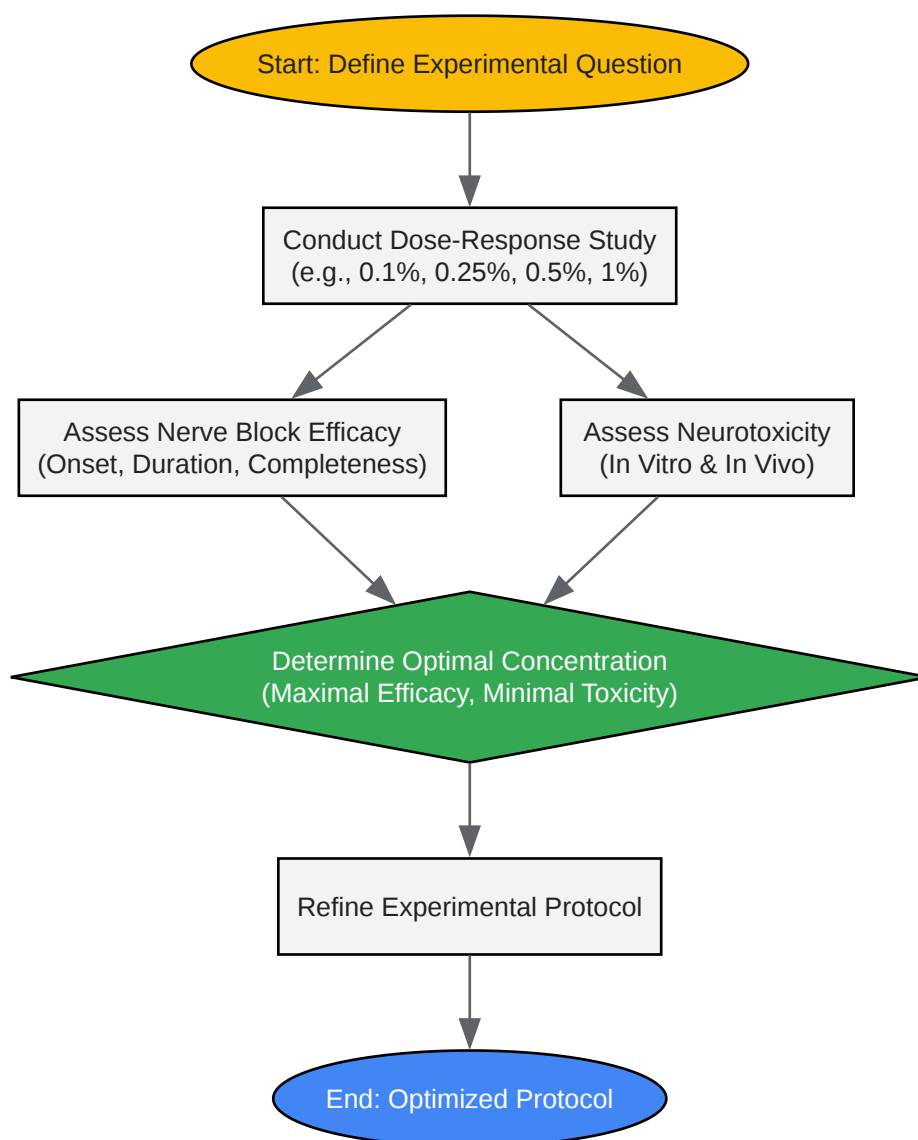 Start: Define Experimental Question
Conduct Dose-Response Study
(e.g., 0.1%, 0.25%, 0.5%, 1%)
Assess Nerve Block Efficacy
(Onset, Duration, Completeness)
Assess Neurotoxicity
(In Vitro & In Vivo)
Determine Optimal Concentration
(Maximal Efficacy, Minimal Toxicity)
Refine Experimental Protocol
End: Optimized Protocol